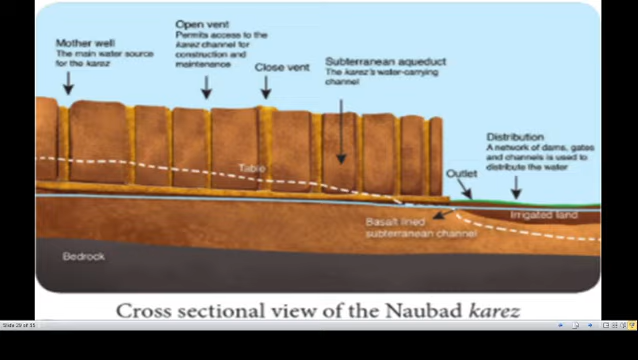 Open vent
Permits access to the
karez channel for
construction and
maintenance
Mother well
The main water source
for the karez
Close vent
Subterranean aqueduct
The karez's water-carrying
channel
Distribution
A network of dams, gates
and channels is used to
distribute the water
Outlet
Table
Irrigated land
Basalt lined
subterranean channel
Bedrock
Cross sectional view of the Naubad karez
Slide 29 of 35